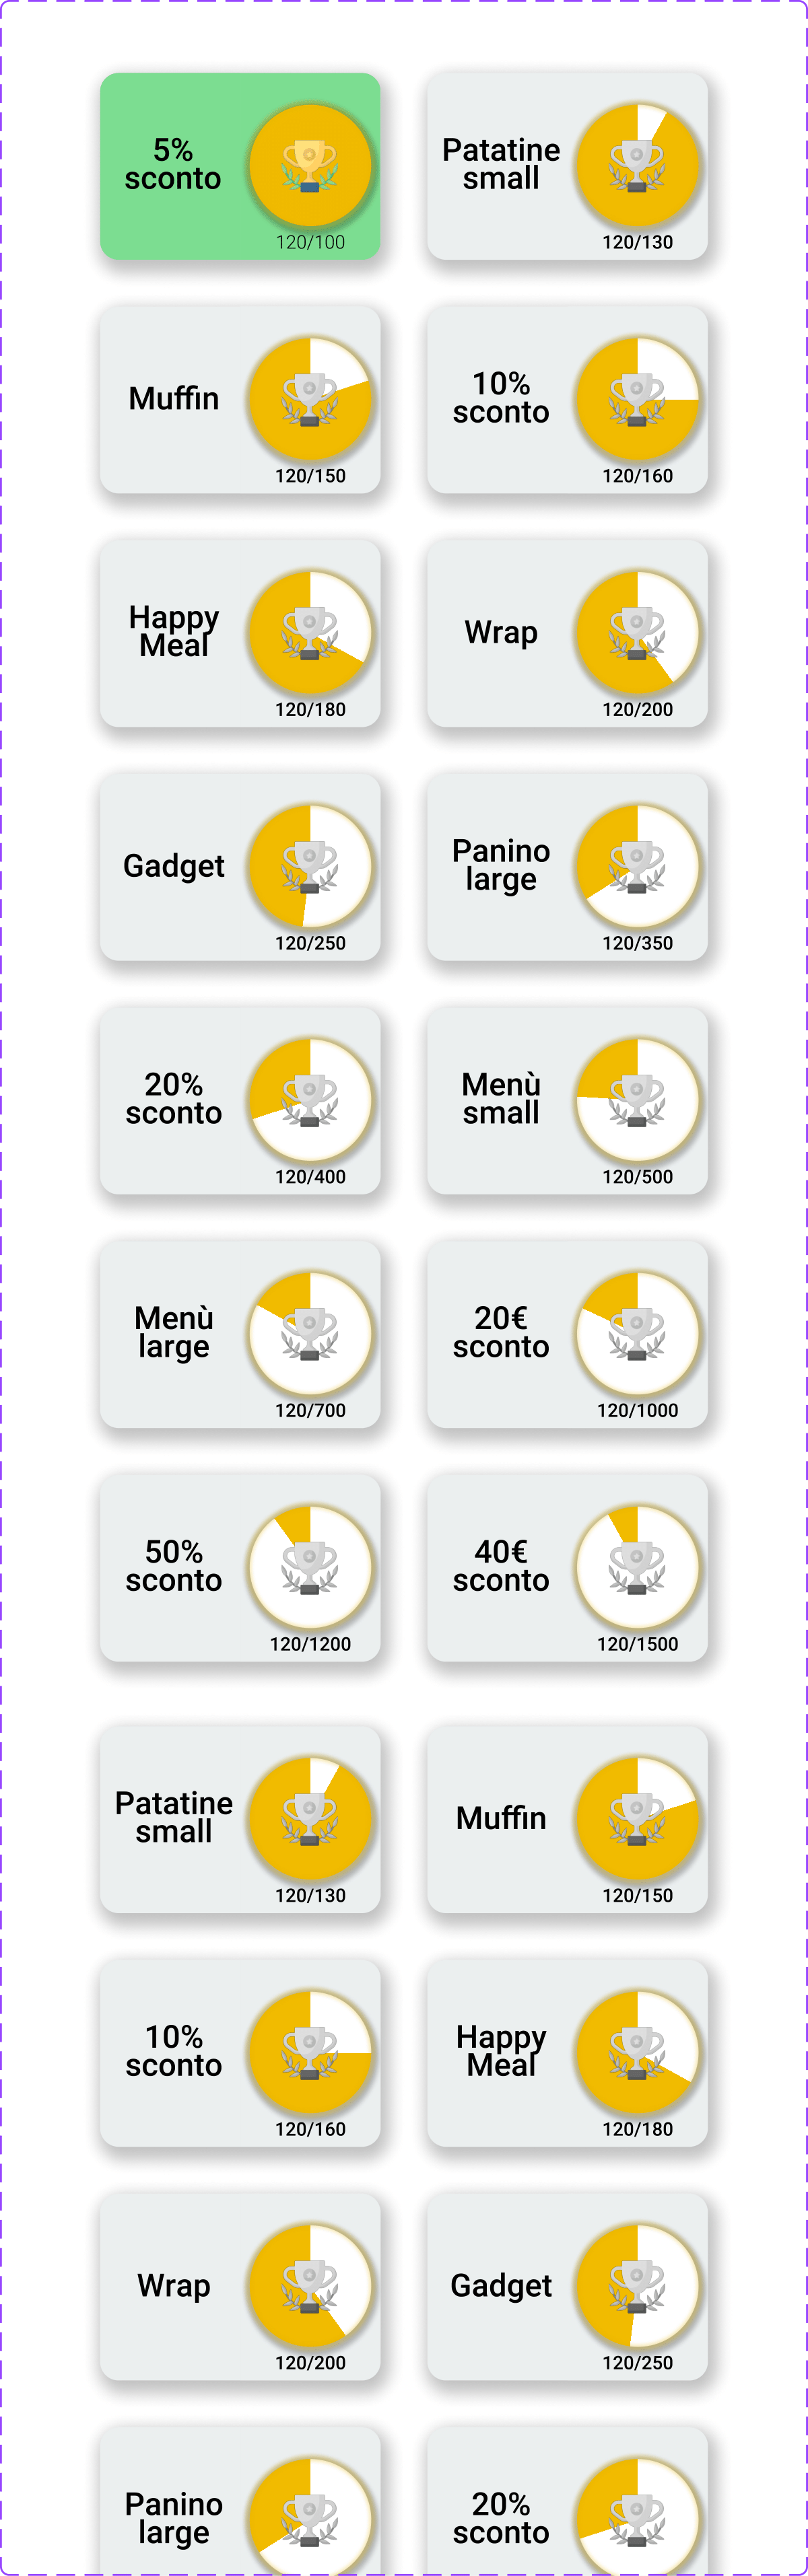 5%
sconto
120/100
Patatine
small
120/130
Muffin
120/150
10%
sconto
120/160
Happy
Meal
120/180
Wrap
120/200
Gadget
120/250
Panino
large
120/350
20%
sconto
120/400
Menù
small
120/500
Menù
large
120/700
20€
sconto
120/1000
50%
sconto
120/1200
40€
sconto
120/1500
Patatine
small
120/130
Muffin
120/150
10%
sconto
120/160
Happy
Meal
120/180
Wrap
120/200
Gadget
120/250
Panino
large
20%
sconto